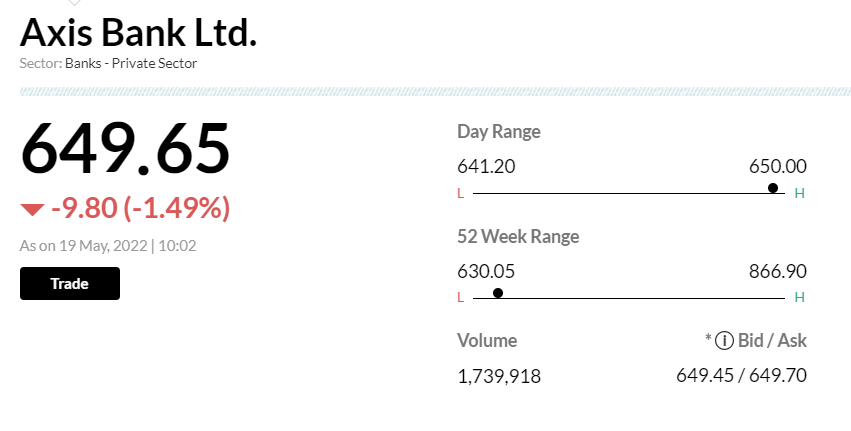 Axis Bank Ltd.
Sector: Banks - Private Sector
649.65
-9.80 (-1.49%)
As on 19 May, 2022 | 10:02
Trade
Day Range
641.20 650.00
L H
52 Week Range
630.05 866.90
L H
Volume * i Bid / Ask
1,739,918 649.45 / 649.70